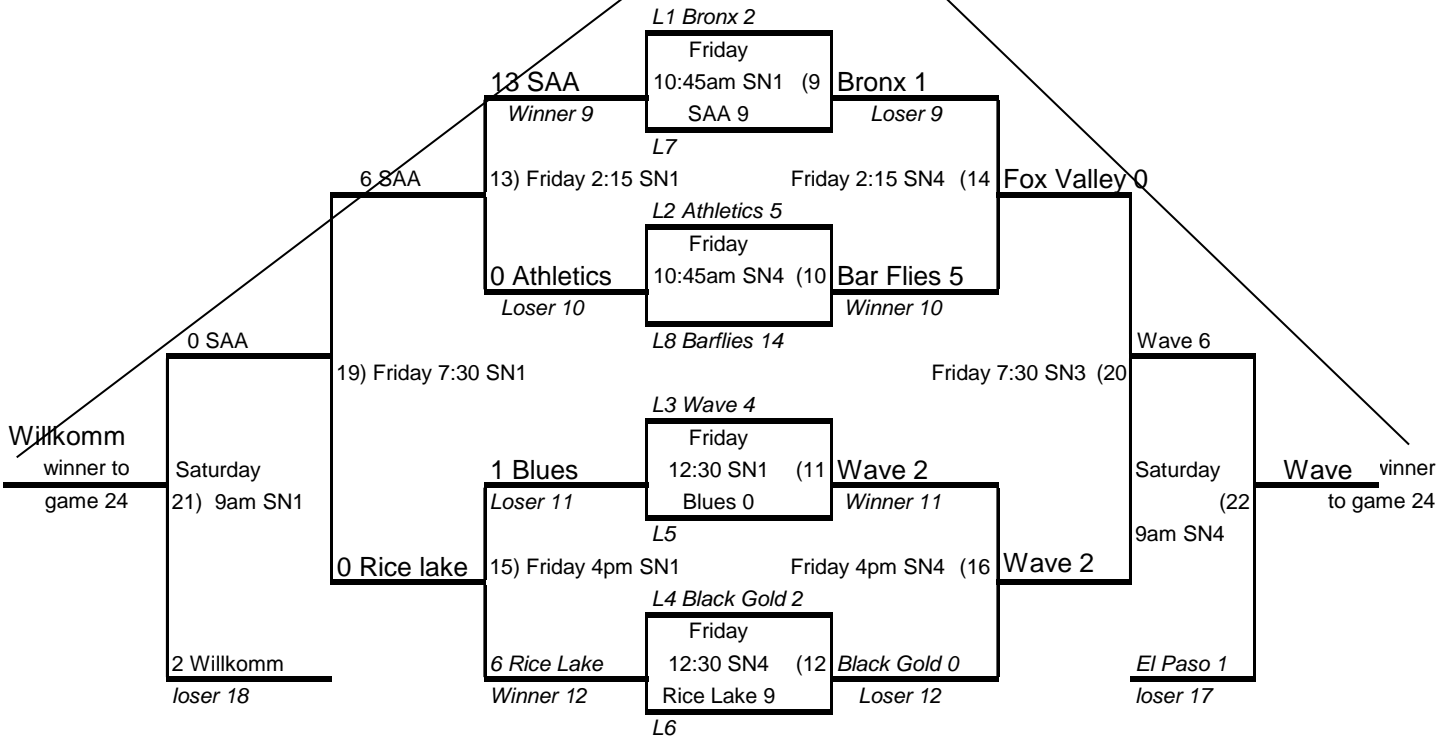 L1 Bronx 2
Friday
13 SAA
10:45am SN1 (9
Bronx 1
Winner 9
SAA 9
Loser 9
L7
6 SAA
13) Friday 2:15 SN1
Friday 2:15 SN4 (14
Fox Valley 0
L2 Athletics 5
Friday
0 Athletics
10:45am SN4 (10
Bar Flies 5
Loser 10
Winner 10
0 SAA
L8 Barflies 14
Wave 6
19) Friday 7:30 SN1
Friday 7:30 SN3 (20
L3 Wave 4
Willkomm
Friday
winner to
Saturday
1 Blues
12:30 SN1 (11
Wave 2
Saturday
Wave
winner
game 24
21) 9am SN1
Loser 11
Blues 0
Winner 11
(22
to game 24
L5
9am SN4
0 Rice lake
15) Friday 4pm SN1
Friday 4pm SN4 (16
Wave 2
L4 Black Gold 2
Friday
2 Willkomm
6 Rice Lake
12:30 SN4 (12
Black Gold 0
El Paso 1
loser 18
Winner 12
Rice Lake 9
Loser 12
loser 17
L6